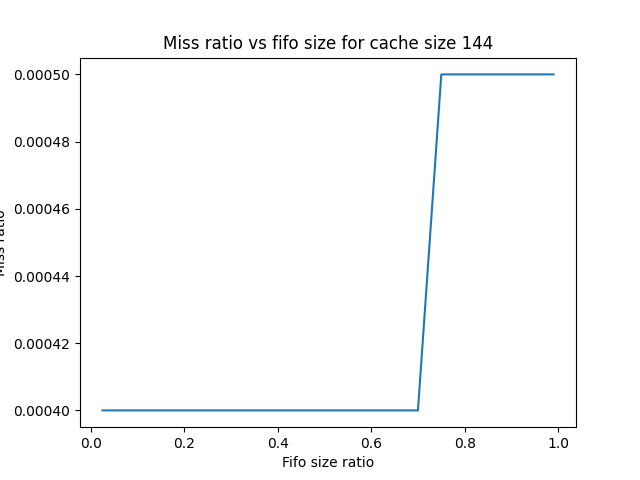 Miss ratio vs fifo size for cache size 144
0.00050
0.00048
0.00046
0.00044
0.00042
0.00040
Miss ratio
0.0 0.2 0.4 0.6 0.8 1.0
Fifo size ratio